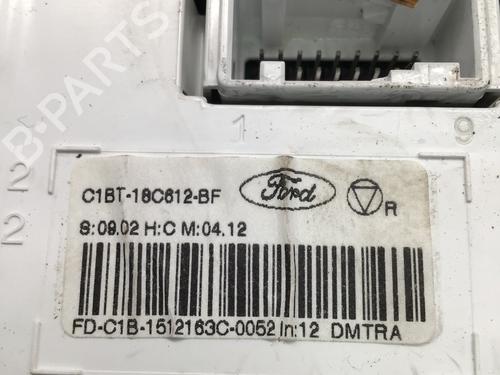 B-PARTS
1 9
2
2
C1BT-18C612-BF
Ford
R
S:09.02 H:C M:04.12
FD-C1B-1512163C-0052 In:12 DMTRA